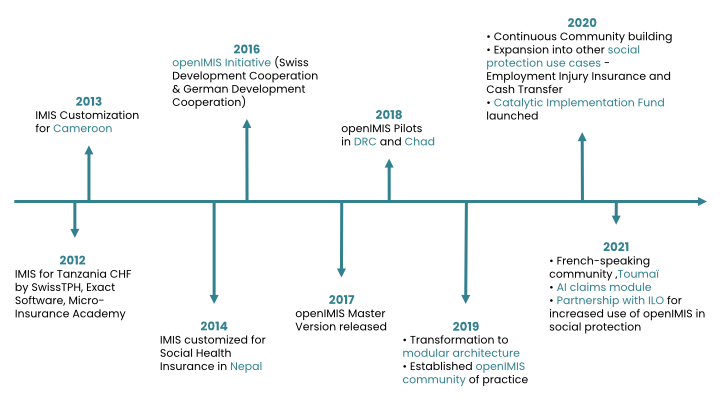 2020
• Continuous Community building
• Expansion into other social
protection use cases -
Employment Injury Insurance and
Cash Transfer
• Catalytic Implementation Fund
launched
2016
openIMIS Initiative (Swiss
Development Cooperation
& German Development
Cooperation)
2013
IMIS Customization
for Cameroon
2018
openIMIS Pilots
in DRC and Chad
2012
IMIS for Tanzania CHF
by SwissTPH, Exact
Software, Micro-
Insurance Academy
2014
IMIS customized for
Social Health
Insurance in Nepal
2017
openIMIS Master
Version released
2019
• Transformation to
modular architecture
• Established openIMIS
community of practice
2021
• French-speaking
community ,Toumaï
• AI claims module
• Partnership with ILO for
increased use of openIMIS in
social protection